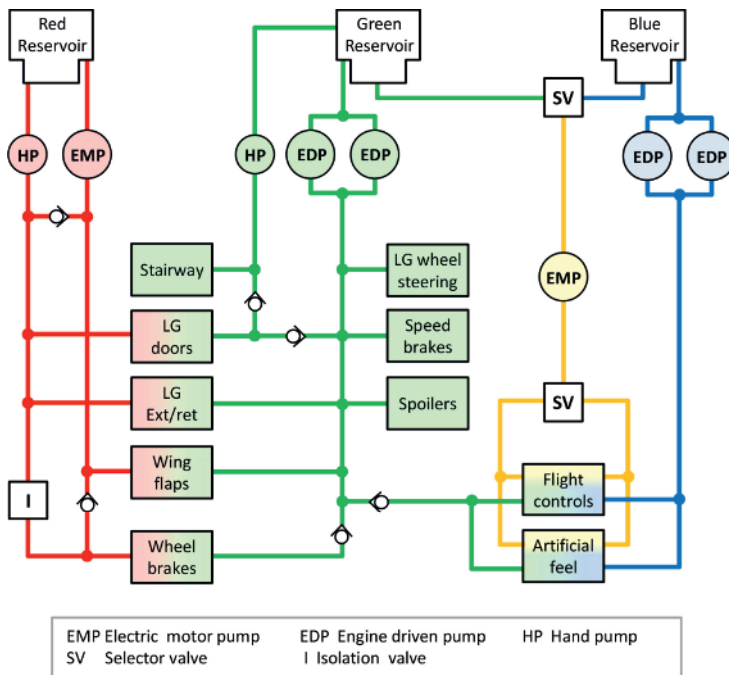 Red
Reservoir
Green
Reservoir
Blue
Reservoir
SV
HP
EMP
HP
EDP
EDP
EDP
EDP
Stairway
LG wheel
steering
EMP
LG
doors
Speed
brakes
LG
Ext/ret
Spoilers
SV
Wing
flaps
Flight
controls
I
Wheel
brakes
Artificial
feel
EMP Electric motor pump EDP Engine driven pump HP Hand pump
SV Selector valve I Isolation valve